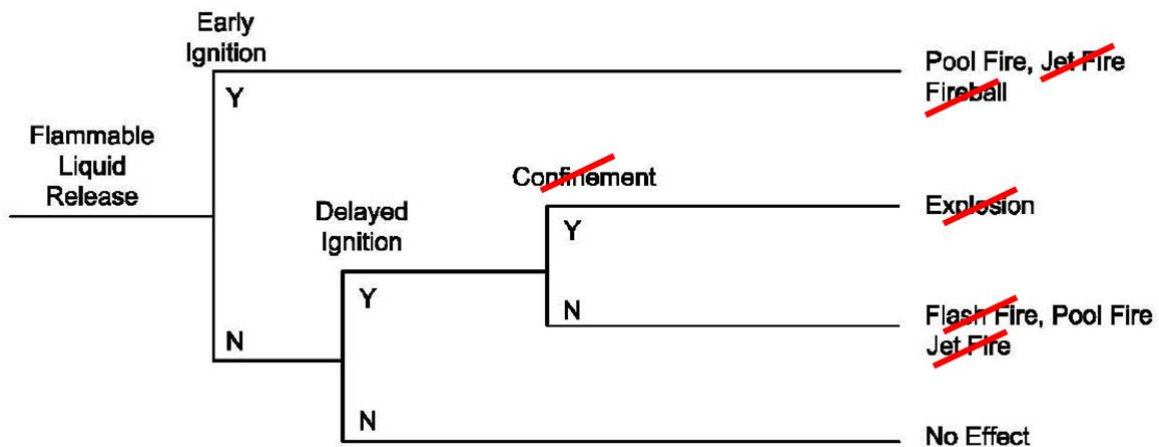 Early
Ignition
Pool Fire, Jet Fire
Fireball
Y
Flammable
Liquid
Release
Confinement
Explosion
Delayed
Ignition
Y
Y
N
Flash Fire, Pool Fire
Jet Fire
N
N
No Effect